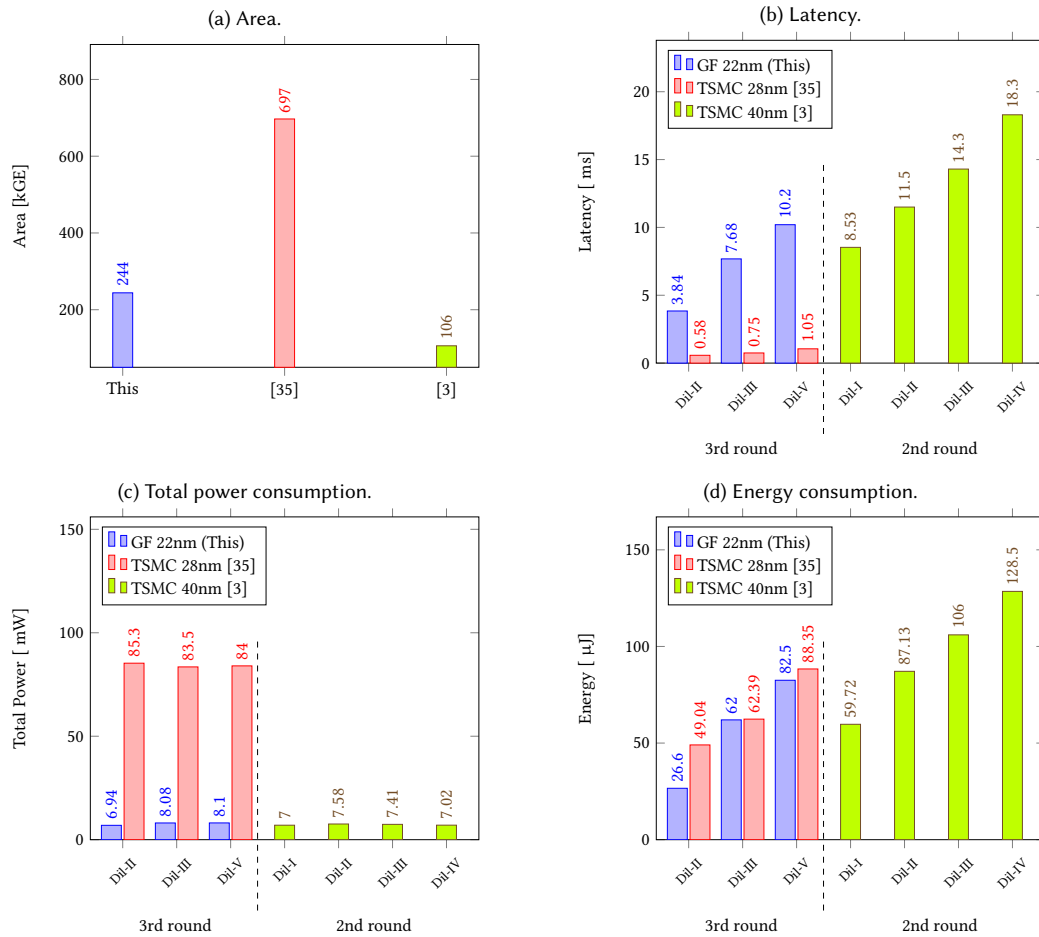 (a) Area.
800
600
400
200
Area [kGE]
244
697
106
This
[35]
[3]
(b) Latency.
GF 22nm (This)
TSMC 28nm [35]
TSMC 40nm [3]
20
15
10
5
0
Latency [ ms]
3.84
0.58
7.68
0.75
10.2
1.05
8.53
11.5
14.3
18.3
Dil-II
Dil-III
Dil-V
Dil-I
Dil-II
Dil-III
Dil-IV
3rd round
2nd round
(c) Total power consumption.
GF 22nm (This)
TSMC 28nm [35]
TSMC 40nm [3]
150
100
50
0
Total Power [ mW]
6.94
85.3
8.08
83.5
8.1
84
7
7.58
7.41
7.02
Dil-II
Dil-III
Dil-V
Dil-I
Dil-II
Dil-III
Dil-IV
3rd round
2nd round
(d) Energy consumption.
GF 22nm (This)
TSMC 28nm [35]
TSMC 40nm [3]
150
100
50
0
Energy [ µJ]
26.6
49.04
62
62.39
82.5
88.35
59.72
87.13
106
128.5
Dil-II
Dil-III
Dil-V
Dil-I
Dil-II
Dil-III
Dil-IV
3rd round
2nd round